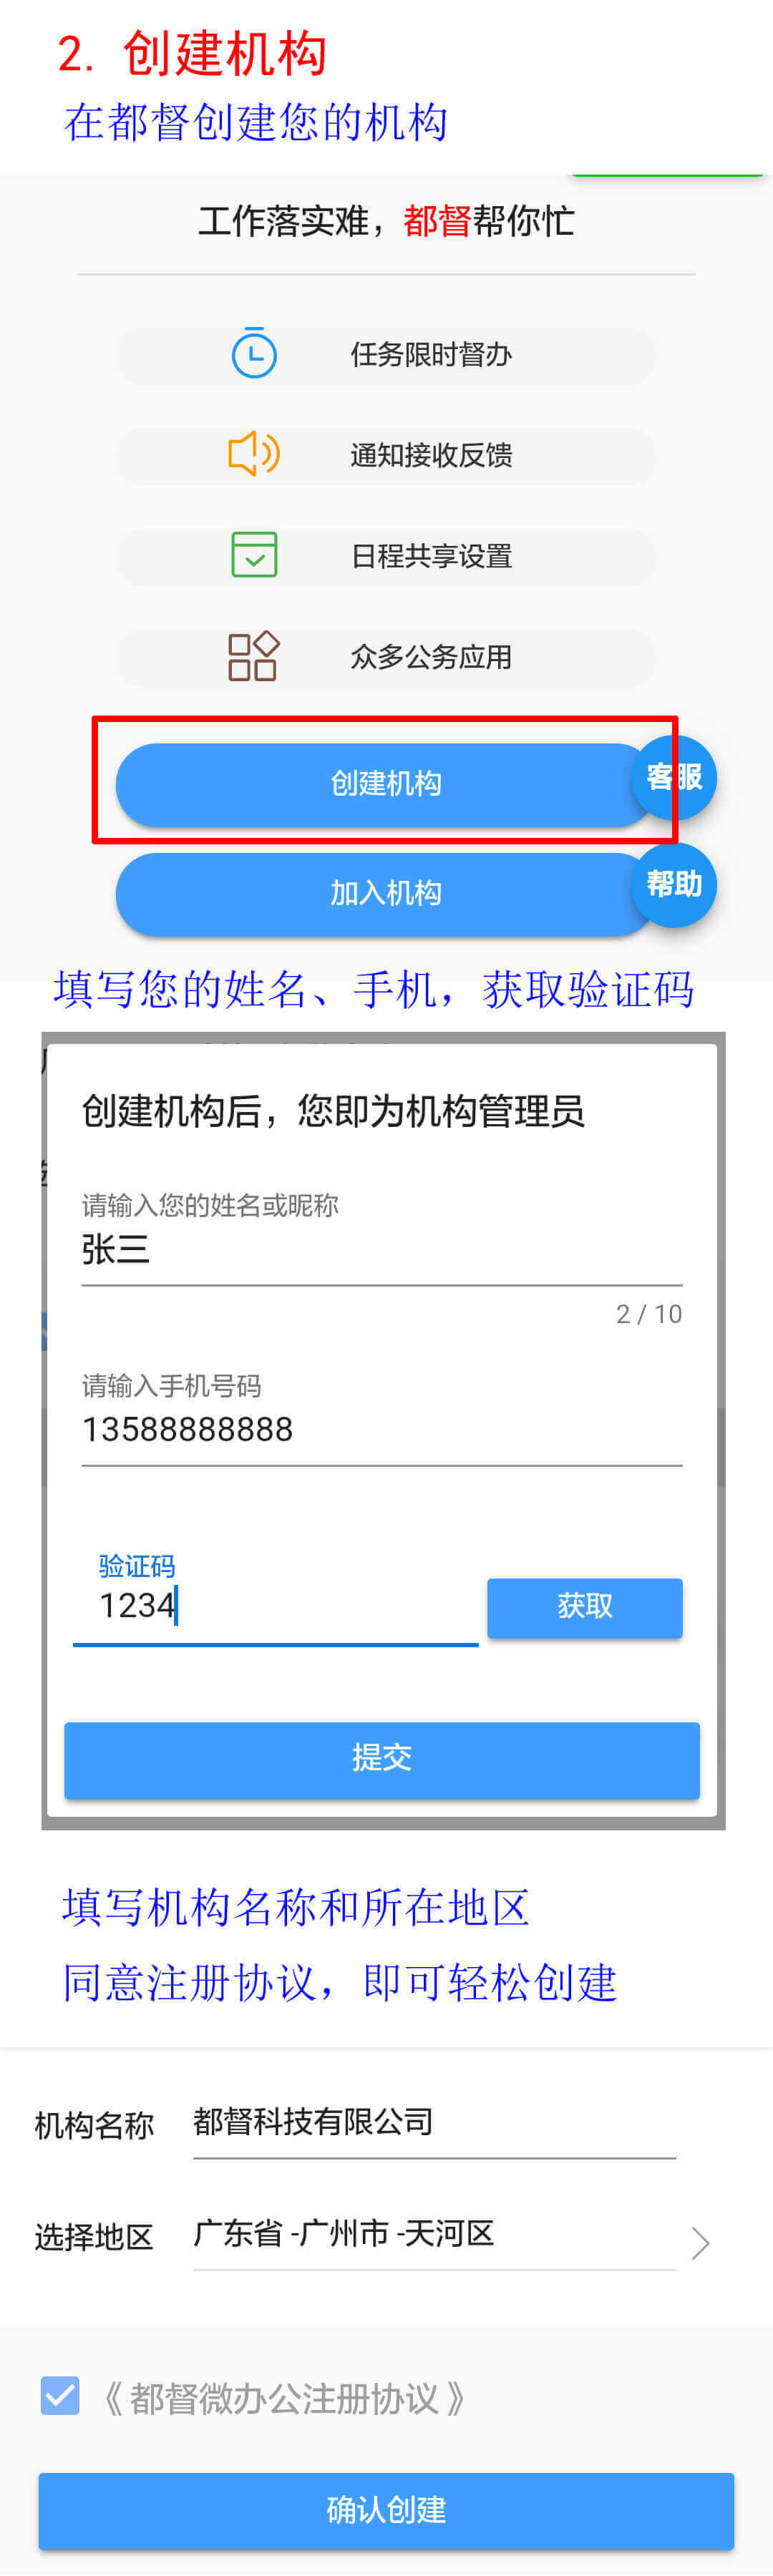 2. 创建机构
在都督创建您的机构
工作落实难，都督帮你忙
任务限时督办
通知接收反馈
日程共享设置
众多公务应用
创建机构
客服
加入机构
帮助
填写您的姓名、手机，获取验证码
创建机构后，您即为机构管理员
请输入您的姓名或昵称
张三
2 / 10
请输入手机号码
13588888888
验证码
1234
获取
提交
填写机构名称和所在地区
同意注册协议，即可轻松创建
机构名称 都督科技有限公司
选择地区 广东省 -广州市 -天河区
《 都督微办公注册协议 》
确认创建